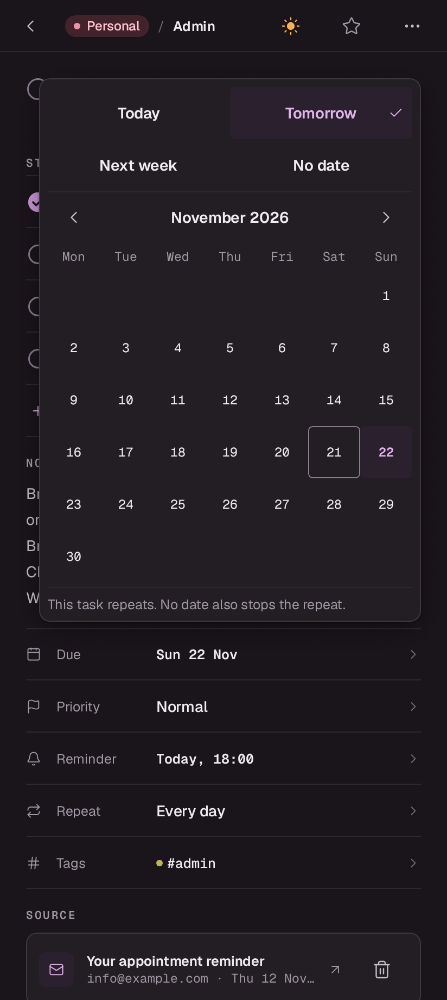 Personal / Admin
Today Tomorrow
Next week No date
November 2026
Mon Tue Wed Thu Fri Sat Sun
1
2 3 4 5 6 7 8
9 10 11 12 13 14 15
16 17 18 19 20 21 22
23 24 25 26 27 28 29
30
This task repeats. No date also stops the repeat.
Due Sun 22 Nov
Priority Normal
Reminder Today, 18:00
Repeat Every day
Tags #admin
SOURCE
Your appointment reminder
info@example.com · Thu 12 Nov…